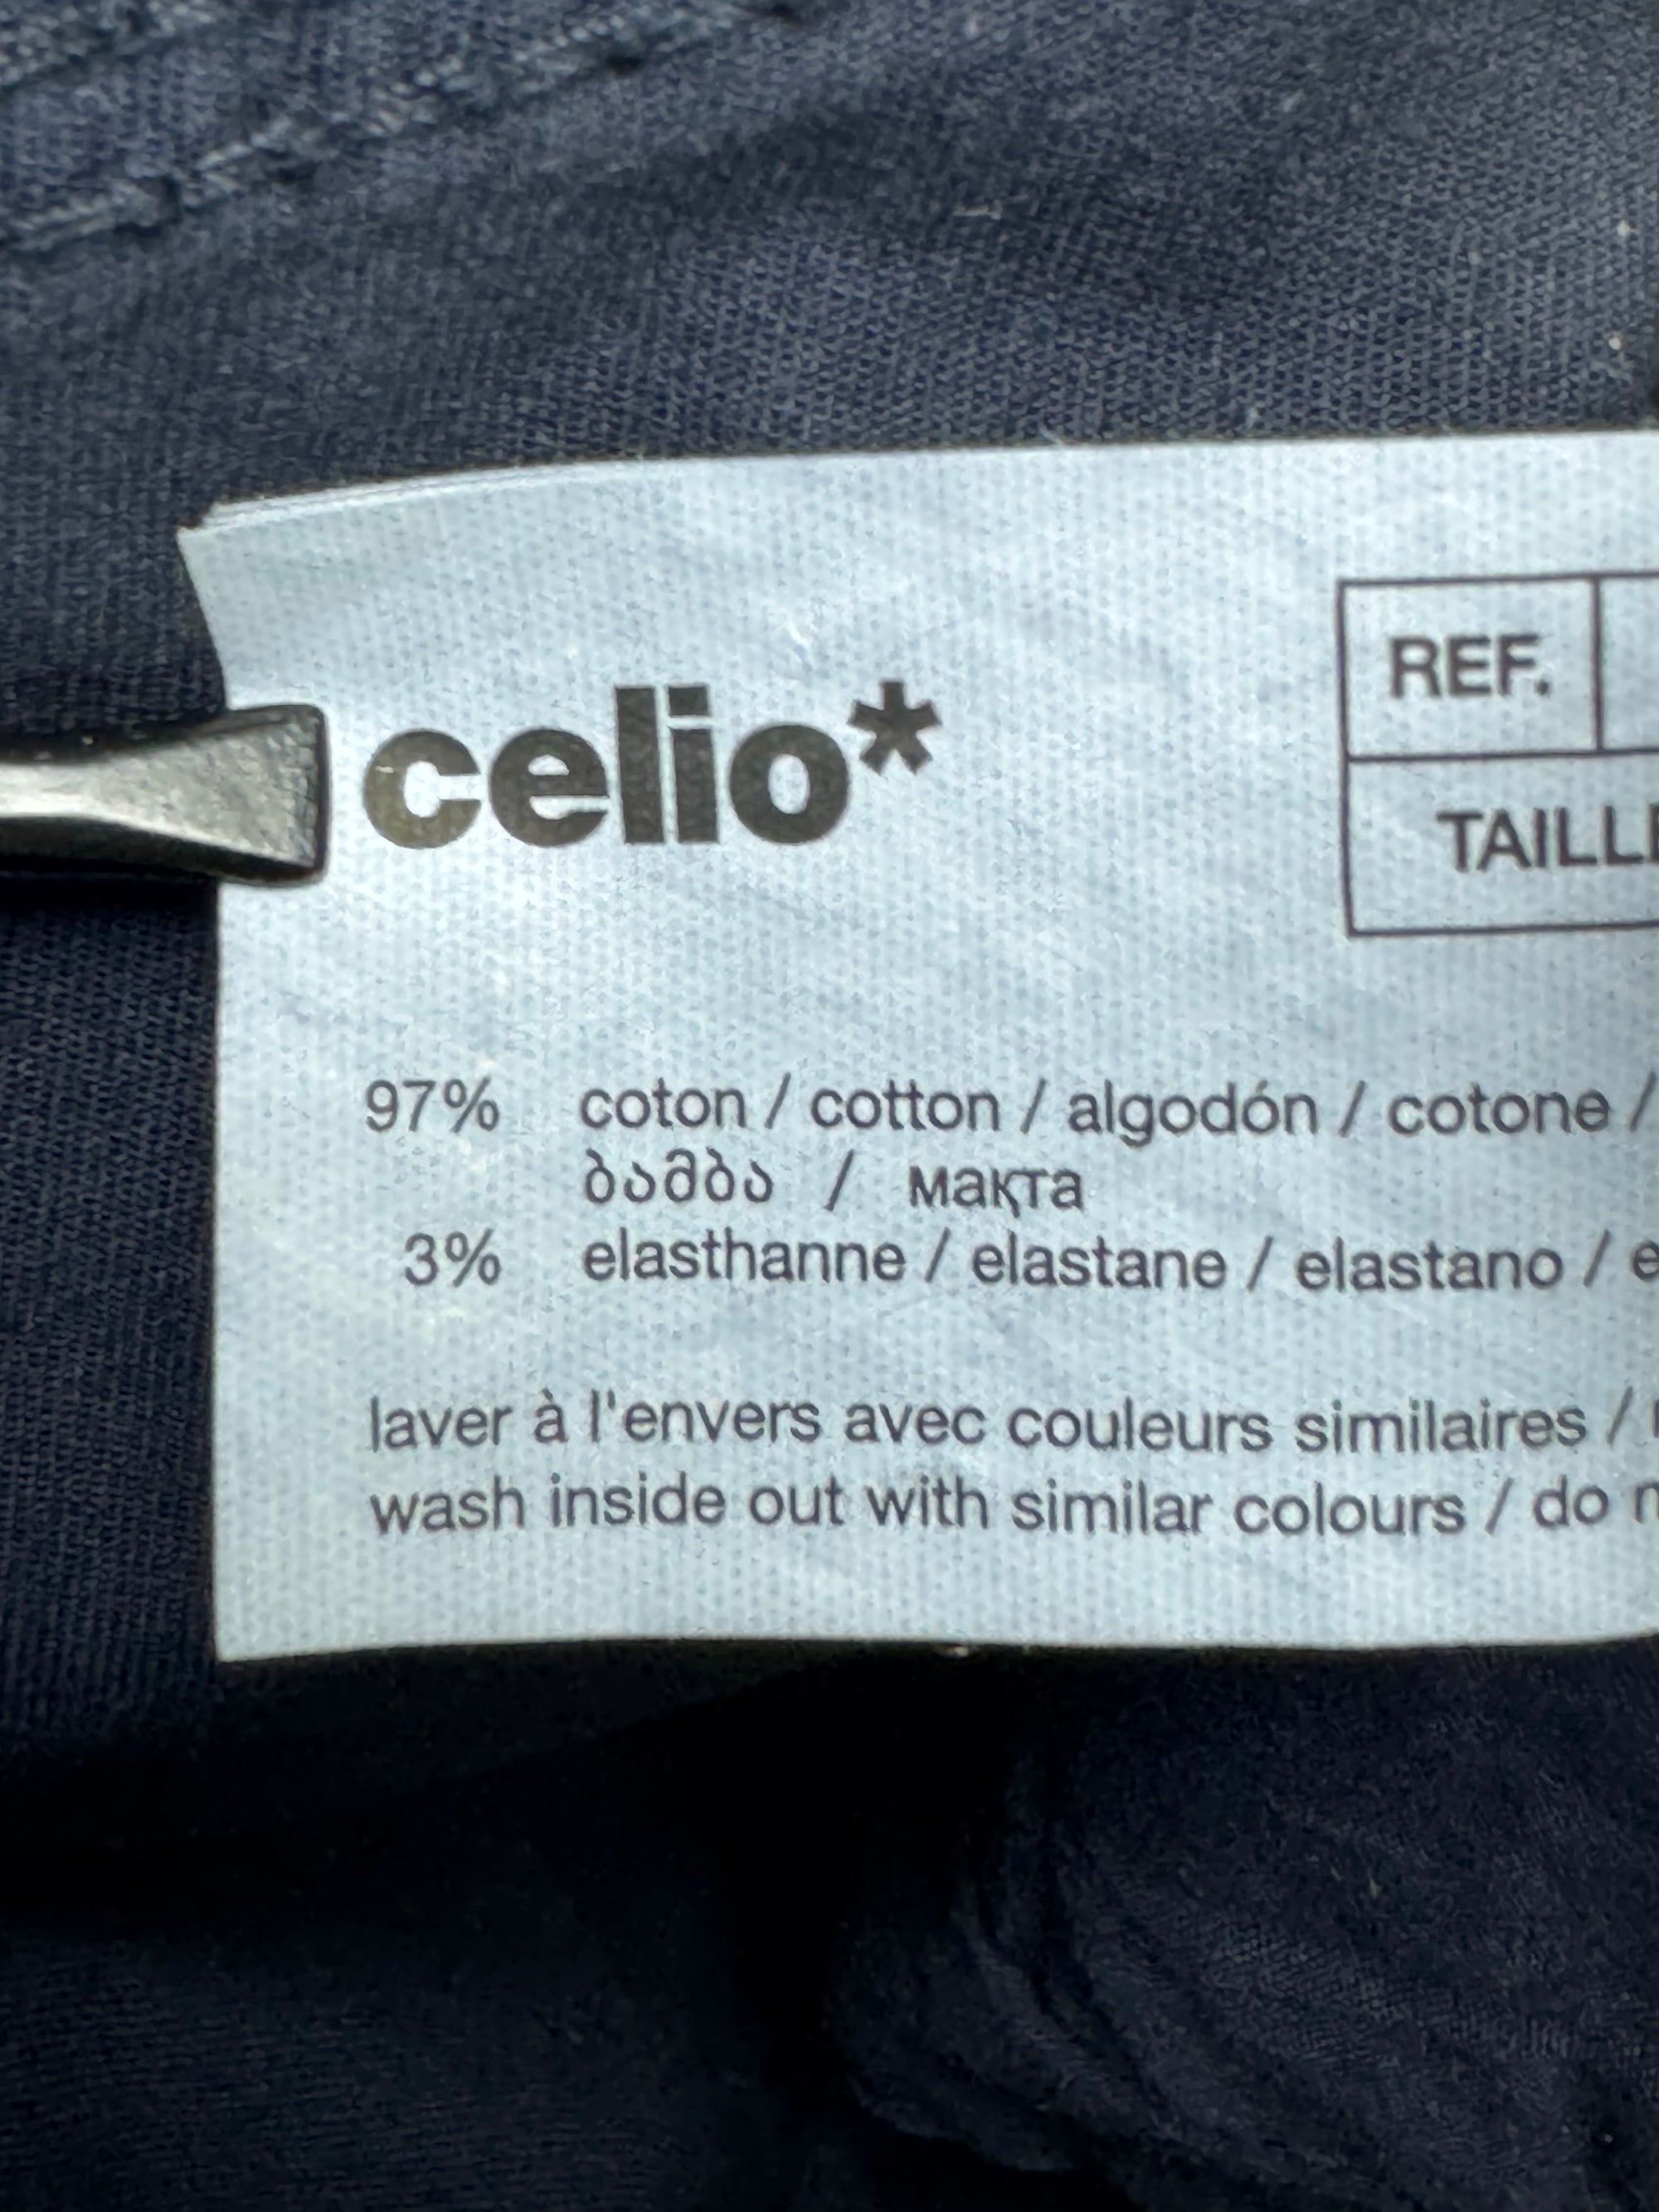 celio*
REF.
TAILLE
97% coton / cotton / algodón / cotone /
ბამბა / мақта
3% elasthanne / elastane / elastano /
laver à l'envers avec couleurs similaires /
wash inside out with similar colours / do